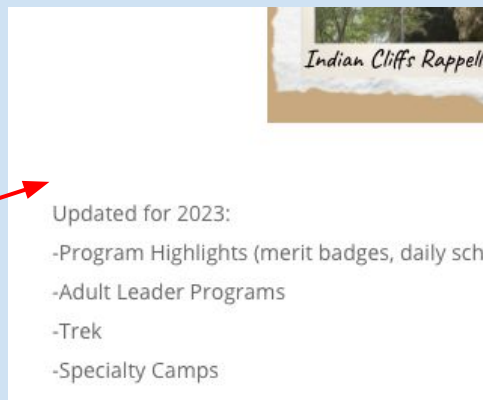 Indian Cliffs Rappell
Updated for 2023:
-Program Highlights (merit badges, daily sch
-Adult Leader Programs
-Trek
-Specialty Camps